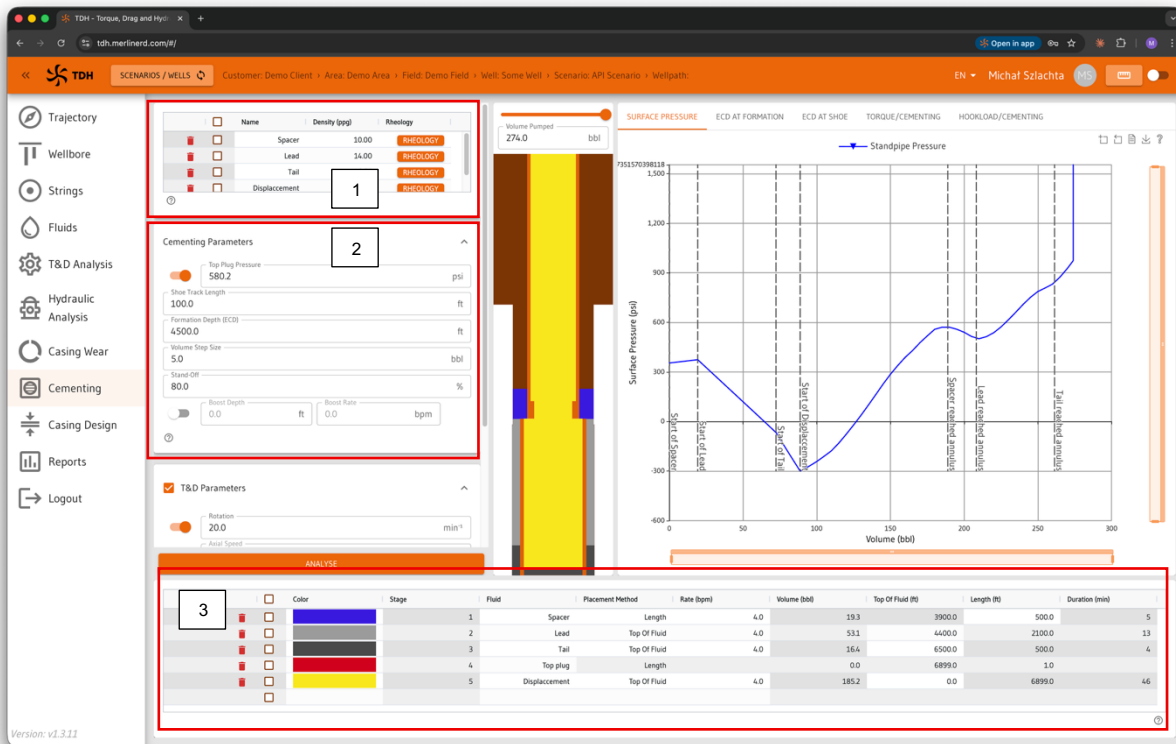 TDH - Torque, Drag and Hydr
tdh.merlinerd.com/#/
Open in app
M
TDH
SCENARIOS / WELLS
Customer: Demo Client › Area: Demo Area › Field: Demo Field › Well: Some Well › Scenario: API Scenario › Wellpath:
EN
Michał Szlachta
MS
Trajectory
Wellbore
Strings
Fluids
T&D Analysis
Hydraulic
Analysis
Casing Wear
Cementing
Casing Design
Reports
Logout
Version: v1.3.11
Name Density (ppg) Rheology
Spacer 10.00 RHEOLOGY
Lead 14.00 RHEOLOGY
Tail RHEOLOGY
Displaccement RHEOLOGY
1
2
Cementing Parameters
Top Plug Pressure
580.2 psi
Shoe Track Length
100.0 ft
Formation Depth (ECD)
4500.0 ft
Volume Step Size
5.0 bbl
Stand-Off
80.0 %
Boost Depth
0.0 ft
Boost Rate
0.0 bpm
T&D Parameters
Rotation
20.0 min⁻¹
Axial Speed
ANALYSE
Volume Pumped
274.0 bbl
SURFACE PRESSURE ECD AT FORMATION ECD AT SHOE TORQUE/CEMENTING HOOKLOAD/CEMENTING
Standpipe Pressure
7351570398118
1,500
1,200
900
600
300
0
-300
-600
Surface Pressure (psi)
Start of Spacer
Start of Lead
Start of Tail
Start of Displaccement
Spacer reached annulus
Lead reached annulus
Tail reached annulus
0 50 100 150 200 250 300
Volume (bbl)
3
Color Stage Fluid Placement Method Rate (bpm) Volume (bbl) Top Of Fluid (ft) Length (ft) Duration (min)
1 Spacer Length 4.0 19.3 3900.0 500.0 5
2 Lead Top Of Fluid 4.0 53.1 4400.0 2100.0 13
3 Tail Top Of Fluid 4.0 16.4 6500.0 500.0 4
4 Top plug Length 0.0 6899.0 1.0
5 Displaccement Top Of Fluid 4.0 185.2 0.0 6899.0 46